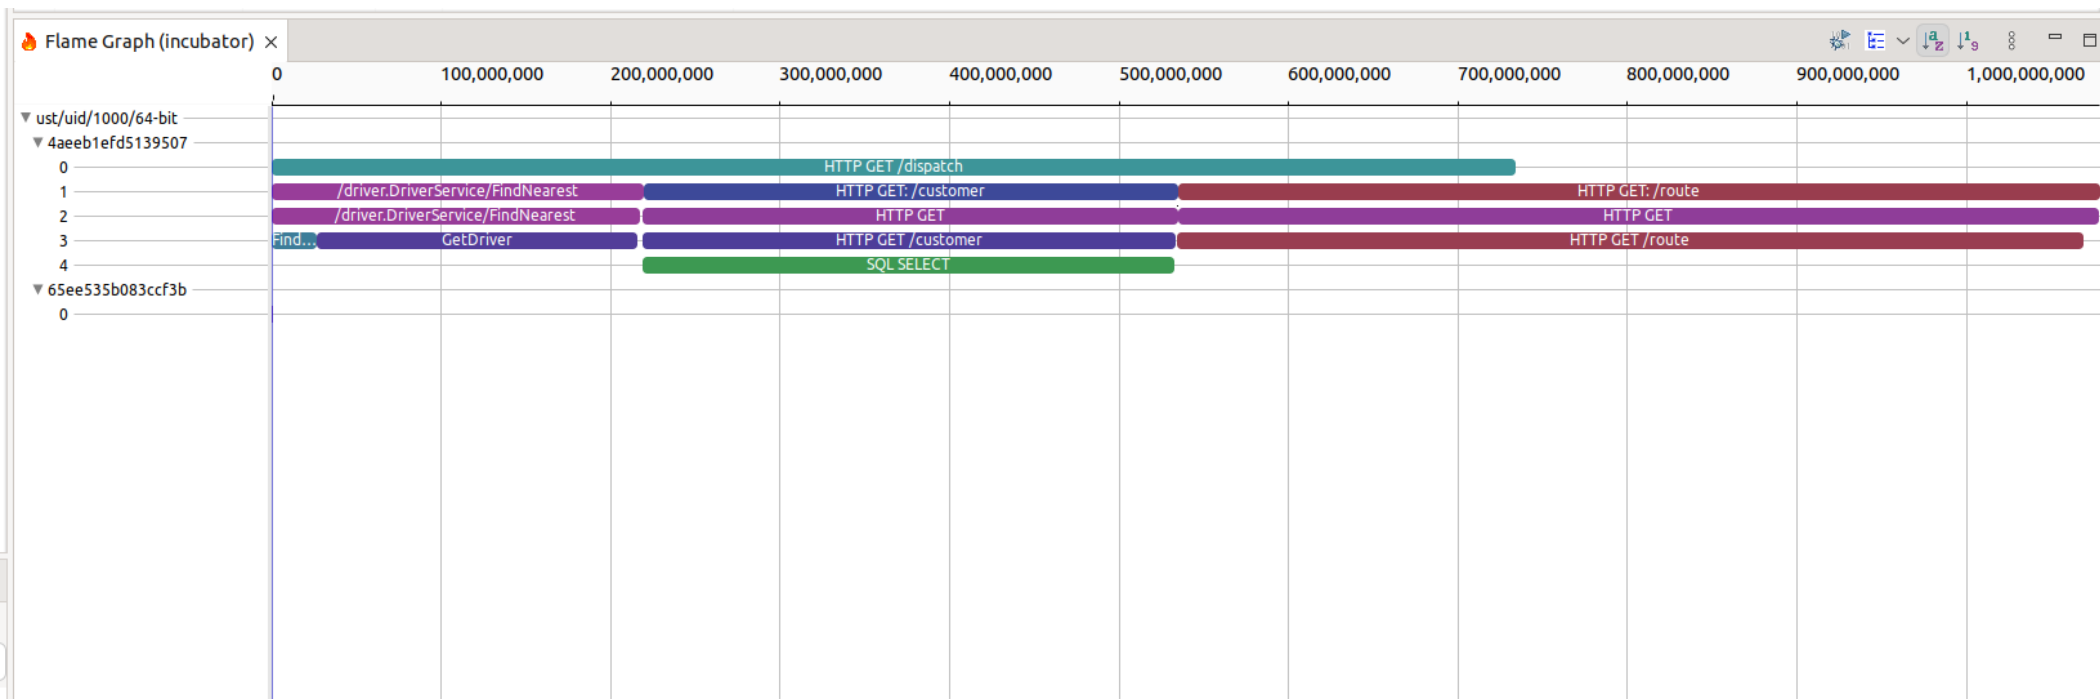 Flame Graph (incubator)
0 100,000,000 200,000,000 300,000,000 400,000,000 500,000,000 600,000,000 700,000,000 800,000,000 900,000,000 1,000,000,000
ust/uid/1000/64-bit
4aeeb1efd5139507
0 HTTP GET /dispatch
1 /driver.DriverService/FindNearest HTTP GET: /customer HTTP GET: /route
2 /driver.DriverService/FindNearest HTTP GET HTTP GET
3 Find... GetDriver HTTP GET /customer HTTP GET /route
4 SQL SELECT
65ee535b083ccf3b
0